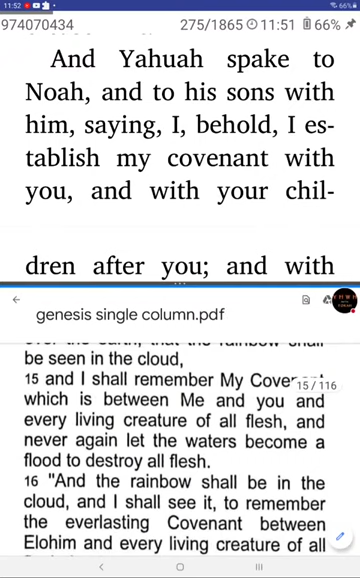 11:52
66%
974070434 275/1865 11:51 66%
And Yahuah spake to
Noah, and to his sons with
him, saying, I, behold, I es-
tablish my covenant with
you, and with your chil-
dren after you; and with
genesis single column.pdf
be seen in the cloud,
15 and I shall remember My
15 / 116
which is between Me and you and
every living creature of all flesh, and
never again let the waters become a
flood to destroy all flesh.
16 "And the rainbow shall be in the
cloud, and I shall see it, to remember
the everlasting Covenant between
Elohim and every living creature of all